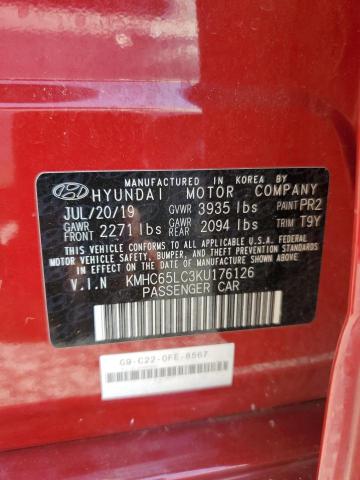 MANUFACTURED IN KOREA BY
HYUNDAI MOTOR COMPANY
JUL/20/19 GVWR 3935 lbs PAINT PR2
GAWR FRONT 2271 lbs GAWR REAR 2094 lbs TRIM T9Y
THIS VEHICLE CONFORMS TO ALL APPLICABLE U.S.A. FEDERAL
MOTOR VEHICLE SAFETY, BUMPER, AND THEFT PREVENTION
STANDARDS IN EFFECT ON THE DATE OF MANUFACTURE SHOWN ABOVE.
V.I.N KMHC65LC3KU176126
PASSENGER CAR
G9-C22-0FE-8567